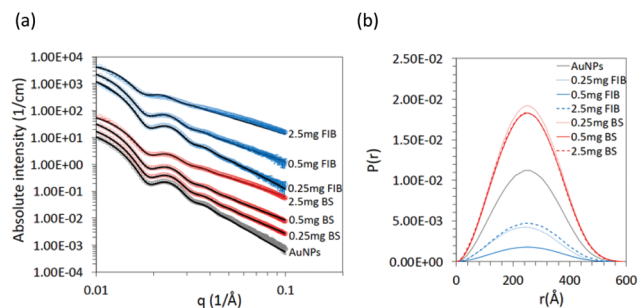 (a)
(b)
Absolute intensity (1/cm)
1.00E+05
1.00E+04
1.00E+03
1.00E+02
1.00E+01
1.00E+00
1.00E-01
1.00E-02
1.00E-03
1.00E-04
2.5mg FIB
0.5mg FIB
0.25mg FIB
2.5mg BS
0.5mg BS
0.25mg BS
AuNPs
0.01
0.1
q (1/Å)
P(r)
2.50E-02
2.00E-02
1.50E-02
1.00E-02
5.00E-03
0.00E+00
AuNPs
0.25mg FIB
0.5mg FIB
2.5mg FIB
0.25mg BS
0.5mg BS
2.5mg BS
0
200
400
600
r(Å)